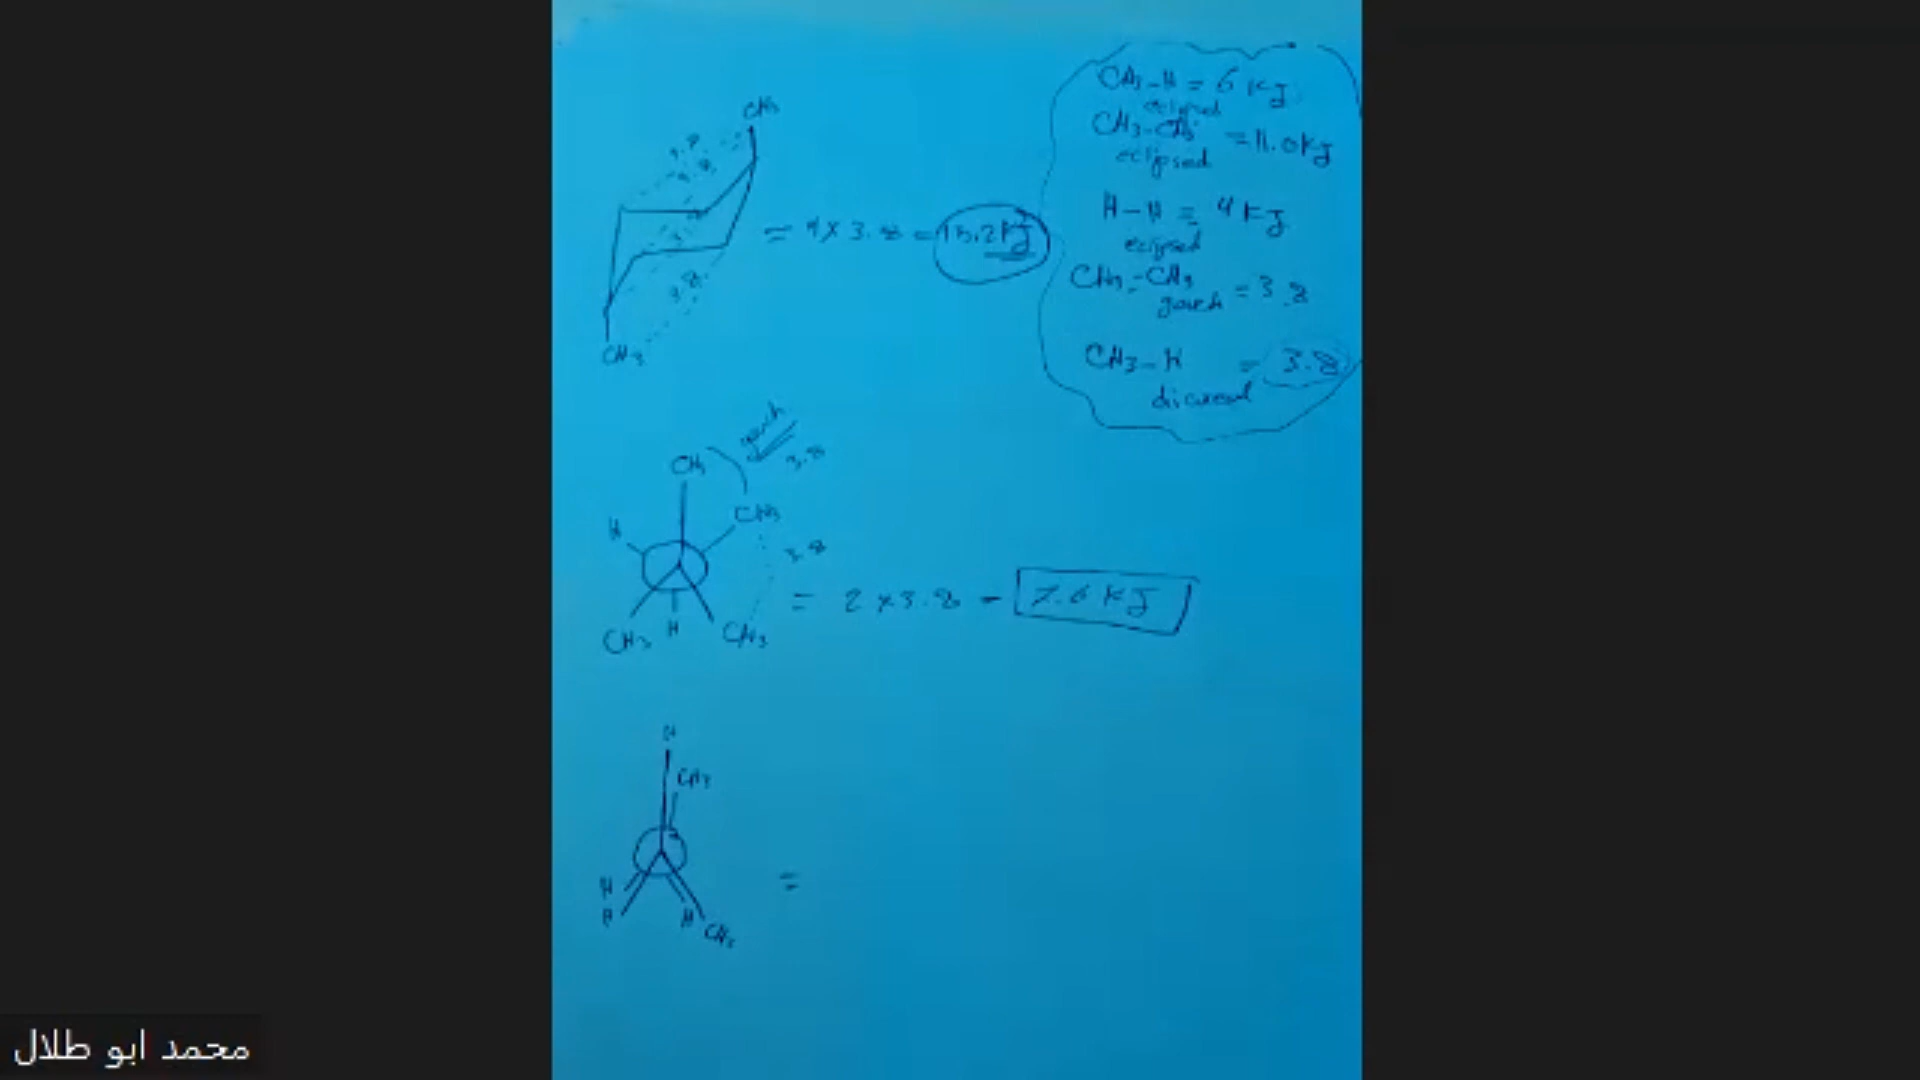 CH3
3.8
3.8
3.8
CH3
= 4 x 3.8 = 15.2 kJ
CH3-H = 6 kJ
eclipsed
CH3-CH3 = 11.0 kJ
eclipsed
H-H = 4 kJ
eclipsed
CH3-CH3
gauch = 3.8
CH3-H = 3.8
gauch
3.8
CH3
CH3
H
3.8
CH3 H CH3
= 2 x 3.8 = 7.6 kJ
H
CH3
H
H
H
CH3
=
محمد ابو طلال